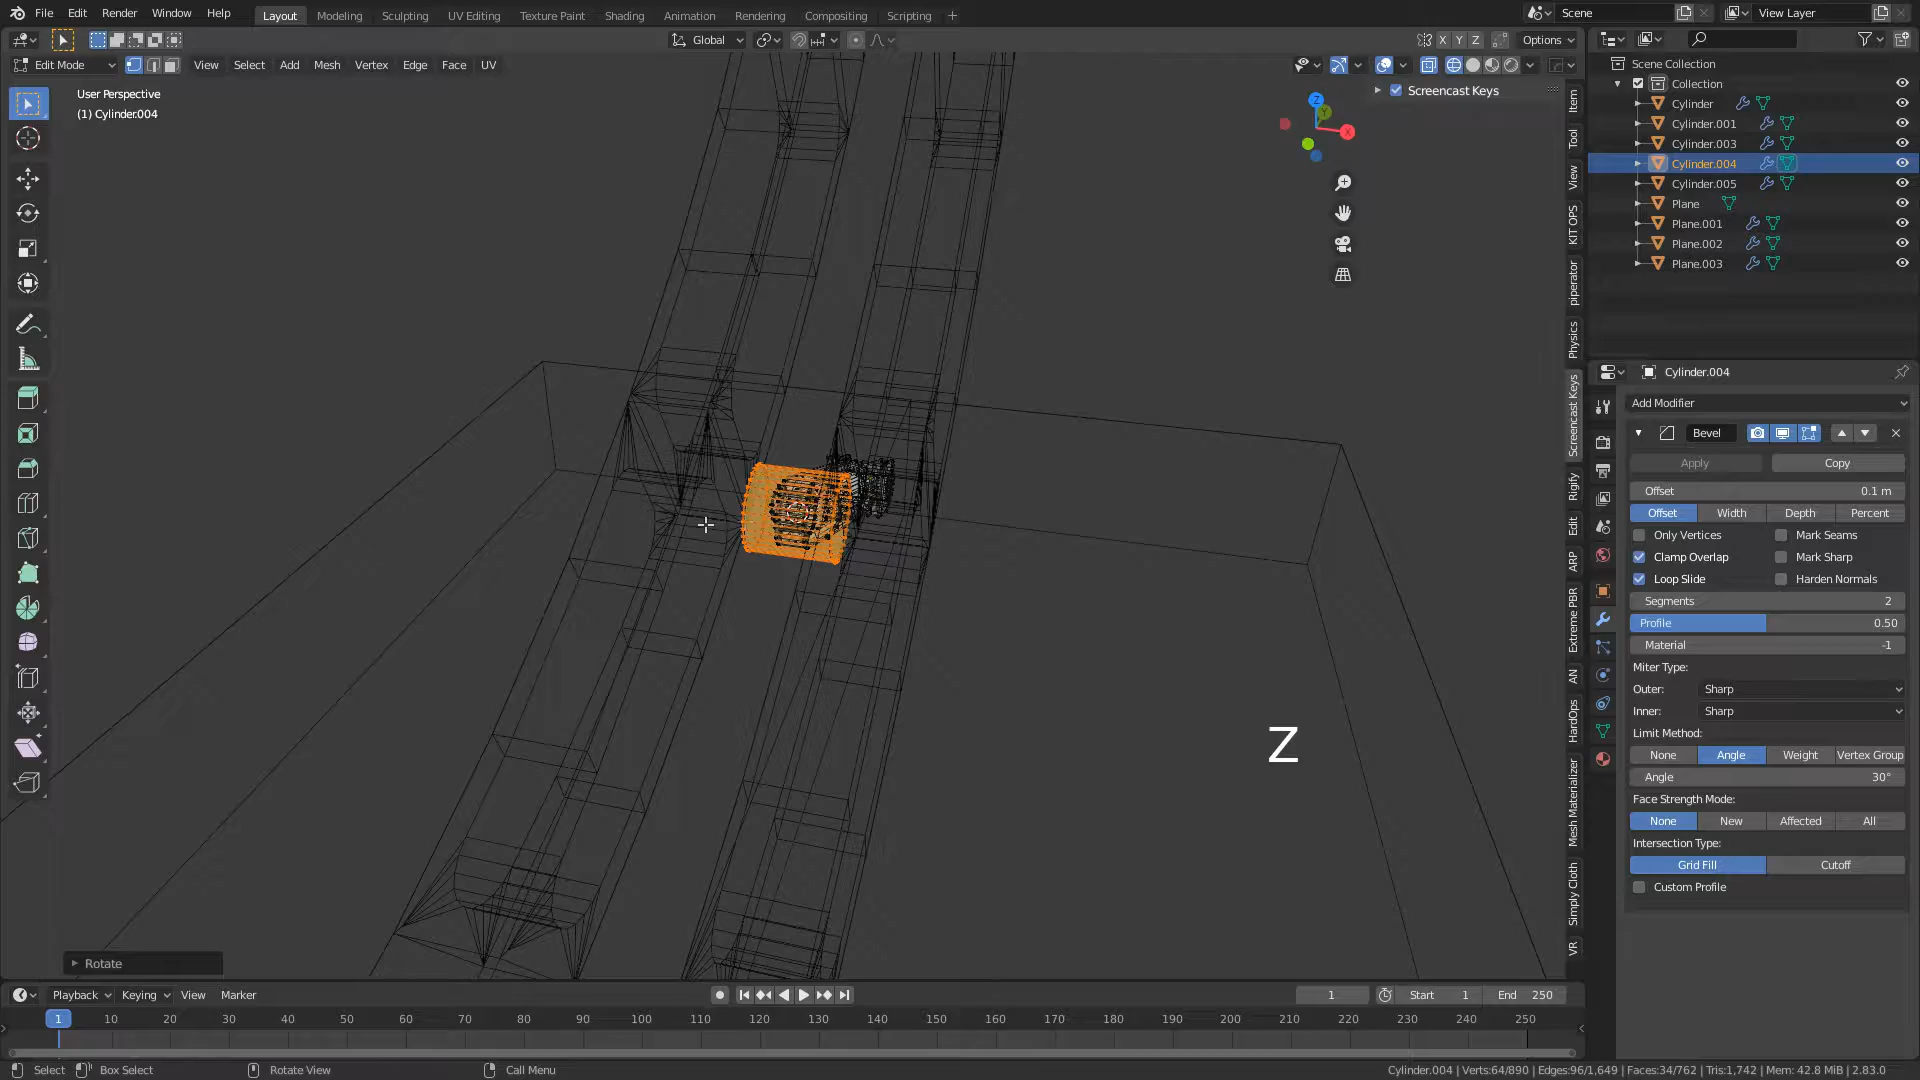 File Edit Render Window Help Layout Modeling Sculpting UV Editing Texture Paint Shading Animation Rendering Compositing Scripting + Scene View Layer
Global X Y Z Options
Edit Mode View Select Add Mesh Vertex Edge Face UV
User Perspective
(1) Cylinder.004
Screencast Keys
Z
X
Y
Item
Tool
View
KIT OPS
piperator
Physics
Screencast Keys
Rigify
Edit
ARP
Extreme PBR
AN
HardOps
Mesh Materializer
Simply Cloth
VR
Z
Rotate
Scene Collection
Collection
Cylinder
Cylinder.001
Cylinder.003
Cylinder.004
Cylinder.005
Plane
Plane.001
Plane.002
Plane.003
Cylinder.004
Add Modifier
Bevel
Apply Copy
Offset 0.1 m
Offset Width Depth Percent
Only Vertices Mark Seams
Clamp Overlap Mark Sharp
Loop Slide Harden Normals
Segments 2
Profile 0.50
Material -1
Miter Type:
Outer: Sharp
Inner: Sharp
Limit Method:
None Angle Weight Vertex Group
Angle 30°
Face Strength Mode:
None New Affected All
Intersection Type:
Grid Fill Cutoff
Custom Profile
Playback Keying View Marker 1 Start 1 End 250
1 10 20 30 40 50 60 70 80 90 100 110 120 130 140 150 160 170 180 190 200 210 220 230 240 250
Select Box Select Rotate View Call Menu Cylinder.004 | Verts:64/890 | Edges:96/1,649 | Faces:34/762 | Tris:1,742 | Mem: 42.8 MiB | 2.83.0